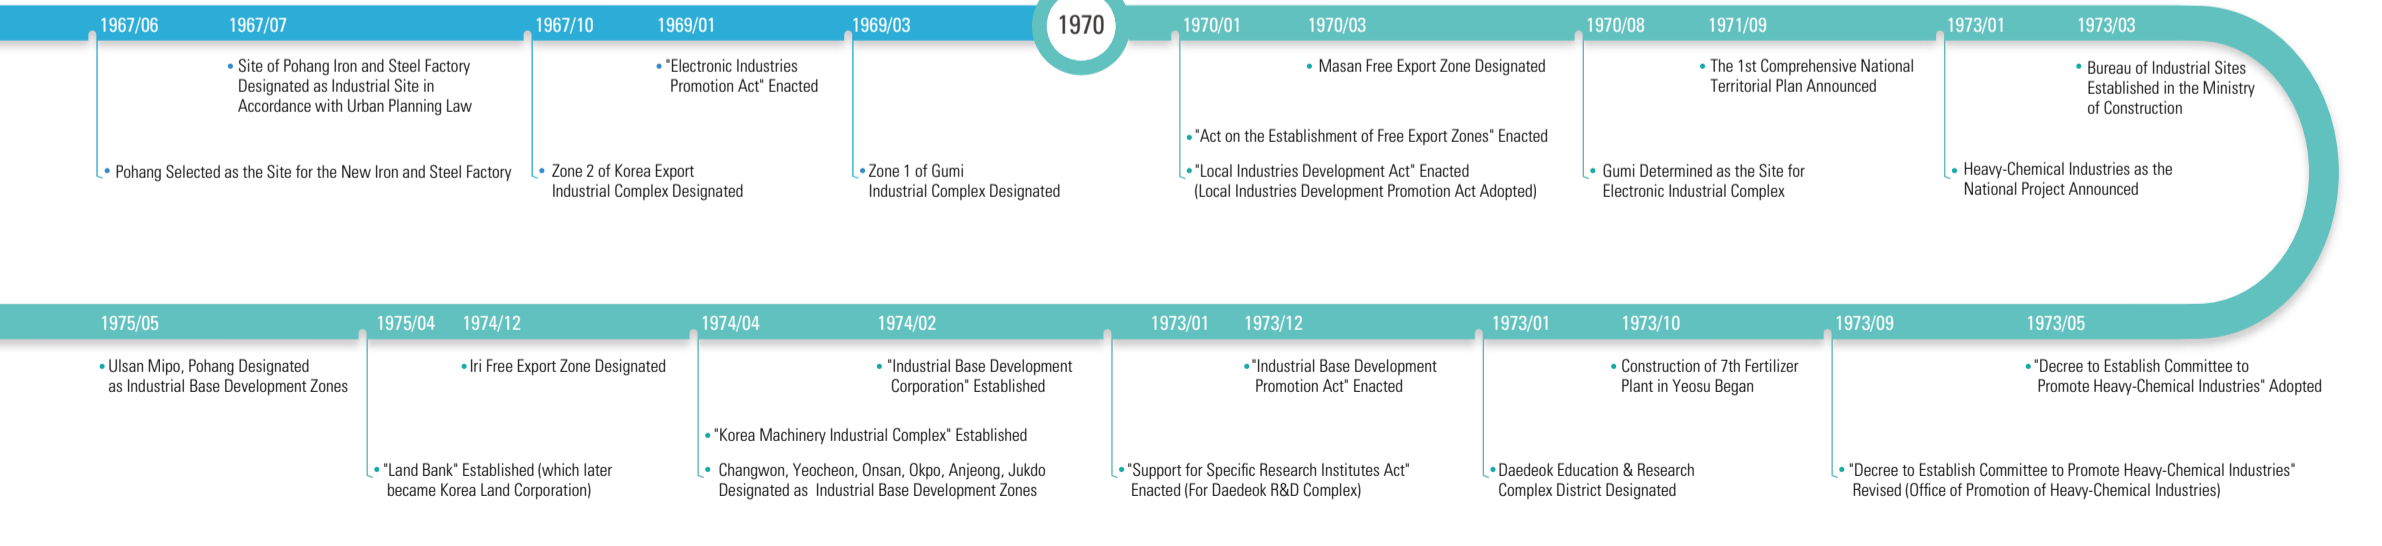 1967/06
Pohang Selected as the Site for the New Iron and Steel Factory
1967/07
Site of Pohang Iron and Steel Factory
Designated as Industrial Site in
Accordance with Urban Planning Law
1967/10
Zone 2 of Korea Export
Industrial Complex Designated
1969/01
"Electronic Industries
Promotion Act" Enacted
1969/03
Zone 1 of Gumi
Industrial Complex Designated
1970
1970/01
"Act on the Establishment of Free Export Zones" Enacted
"Local Industries Development Act" Enacted
(Local Industries Development Promotion Act Adopted)
1970/03
Masan Free Export Zone Designated
1970/08
Gumi Determined as the Site for
Electronic Industrial Complex
1971/09
The 1st Comprehensive National
Territorial Plan Announced
1973/01
Heavy-Chemical Industries as the
National Project Announced
1973/03
Bureau of Industrial Sites
Established in the Ministry
of Construction
1973/05
"Decree to Establish Committee to
Promote Heavy-Chemical Industries" Adopted
1973/09
"Decree to Establish Committee to Promote Heavy-Chemical Industries"
Revised (Office of Promotion of Heavy-Chemical Industries)
1973/10
Construction of 7th Fertilizer
Plant in Yeosu Began
1973/01
Daedeok Education & Research
Complex District Designated
1973/12
"Industrial Base Development
Promotion Act" Enacted
1973/01
"Support for Specific Research Institutes Act"
Enacted (For Daedeok R&D Complex)
1974/02
"Industrial Base Development
Corporation" Established
1974/04
"Korea Machinery Industrial Complex" Established
Changwon, Yeocheon, Onsan, Okpo, Anjeong, Jukdo
Designated as Industrial Base Development Zones
1974/12
Iri Free Export Zone Designated
1975/04
"Land Bank" Established (which later
became Korea Land Corporation)
1975/05
Ulsan Mipo, Pohang Designated
as Industrial Base Development Zones